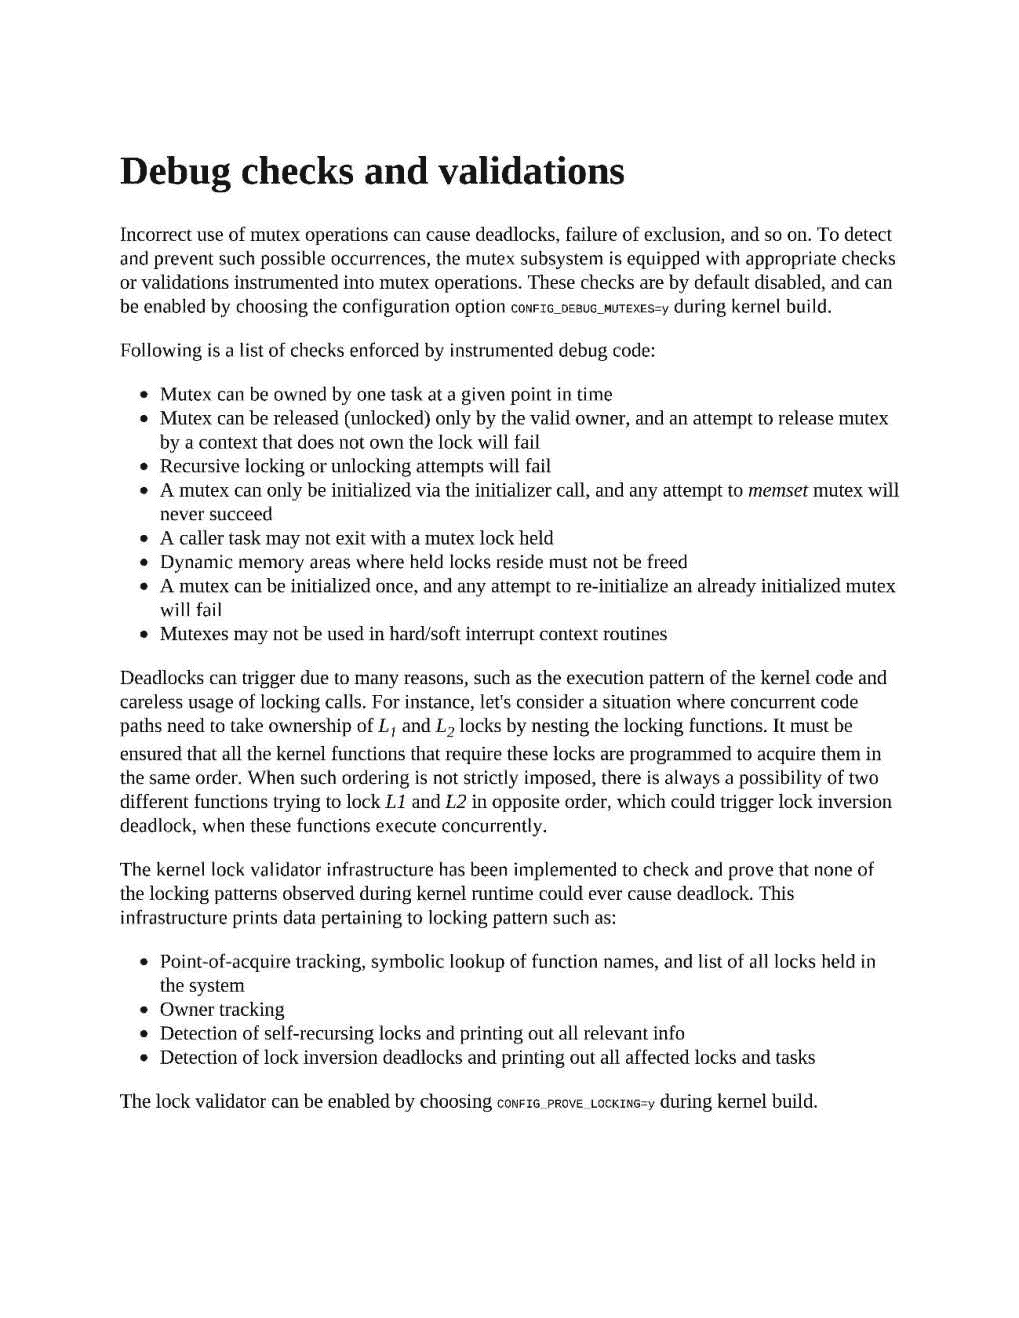 Debug checks and validations
Incorrect use of mutex operations can cause deadlocks, failure of exclusion, and so on. To detect
and prevent such possible occurrences, the mutex subsystem is equipped with appropriate checks
or validations instrumented into mutex operations. These checks are by default disabled, and can
be enabled by choosing the configuration option CONFIG_DEBUG_MUTEXES=y during kernel build.
Following is a list of checks enforced by instrumented debug code:
• Mutex can be owned by one task at a given point in time
• Mutex can be released (unlocked) only by the valid owner, and an attempt to release mutex
by a context that does not own the lock will fail
• Recursive locking or unlocking attempts will fail
• A mutex can only be initialized via the initializer call, and any attempt to memset mutex will
never succeed
• A caller task may not exit with a mutex lock held
• Dynamic memory areas where held locks reside must not be freed
• A mutex can be initialized once, and any attempt to re-initialize an already initialized mutex
will fail
• Mutexes may not be used in hard/soft interrupt context routines
Deadlocks can trigger due to many reasons, such as the execution pattern of the kernel code and
careless usage of locking calls. For instance, let's consider a situation where concurrent code
paths need to take ownership of L1 and L2 locks by nesting the locking functions. It must be
ensured that all the kernel functions that require these locks are programmed to acquire them in
the same order. When such ordering is not strictly imposed, there is always a possibility of two
different functions trying to lock L1 and L2 in opposite order, which could trigger lock inversion
deadlock, when these functions execute concurrently.
The kernel lock validator infrastructure has been implemented to check and prove that none of
the locking patterns observed during kernel runtime could ever cause deadlock. This
infrastructure prints data pertaining to locking pattern such as:
• Point-of-acquire tracking, symbolic lookup of function names, and list of all locks held in
the system
• Owner tracking
• Detection of self-recursing locks and printing out all relevant info
• Detection of lock inversion deadlocks and printing out all affected locks and tasks
The lock validator can be enabled by choosing CONFIG_PROVE_LOCKING=y during kernel build.